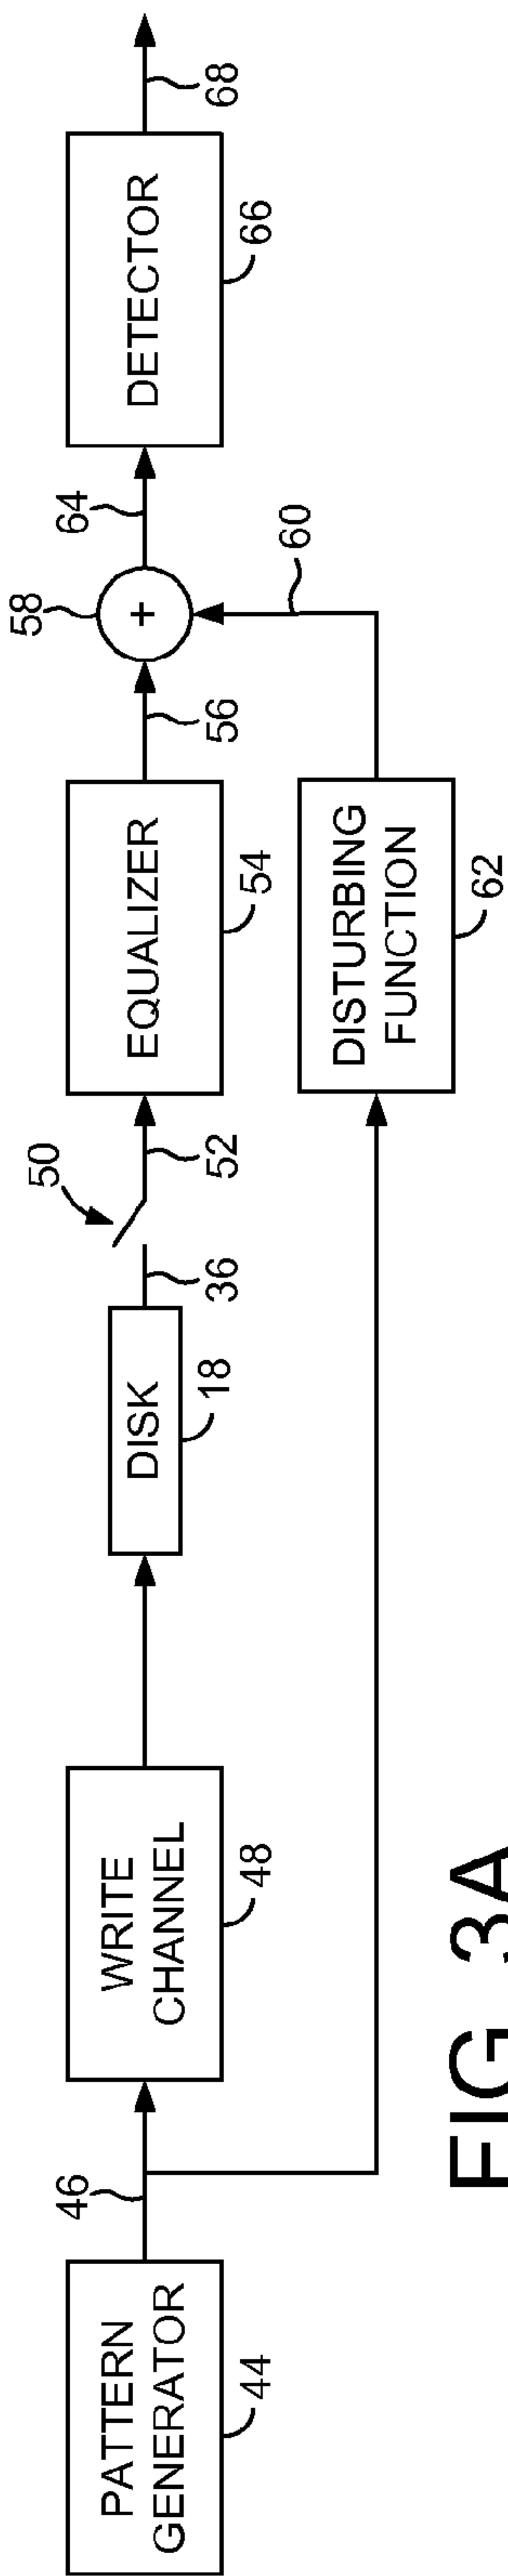 PATTERN
GENERATOR
44
46
WRITE
CHANNEL
48
DISK
18
36
50
52
EQUALIZER
54
56
58
+
60
DISTURBING
FUNCTION
62
64
DETECTOR
66
68
FIG. 3A